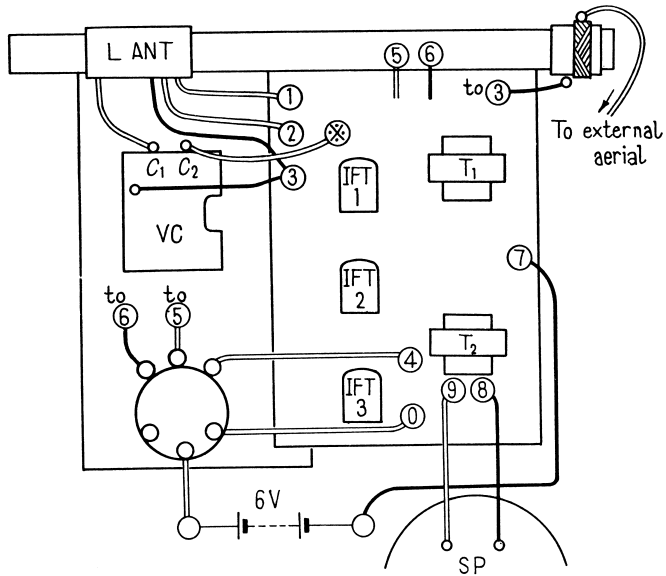 L ANT
5
6
to 3
To external
aerial
1
2
※
3
C1 C2
VC
IFT
1
T1
IFT
2
7
to
6
to
5
T2
4
IFT
3
9
8
0
6V
SP